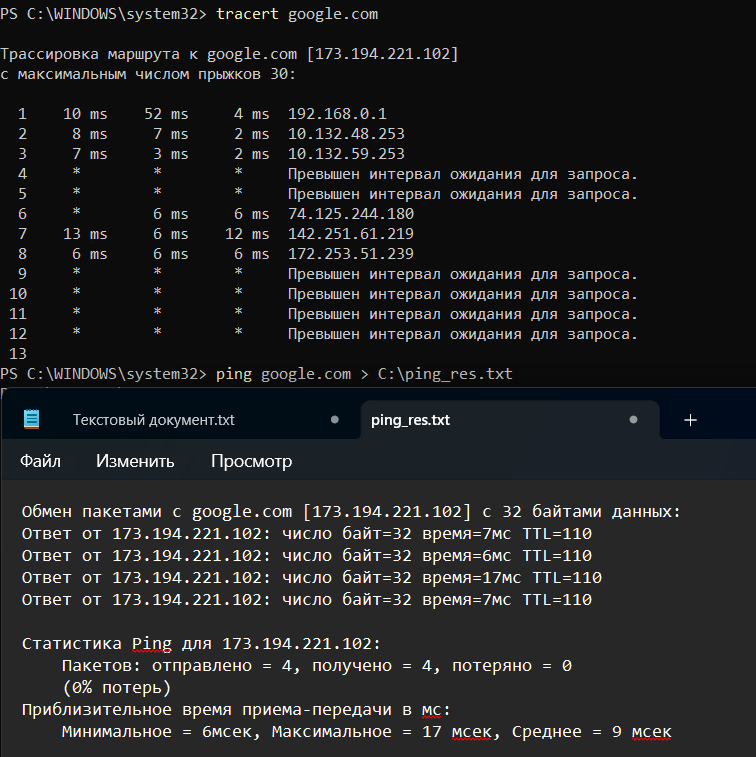 PS C:\WINDOWS\system32> tracert google.com
Трассировка маршрута к google.com [173.194.221.102]
с максимальным числом прыжков 30:
1 10 ms 52 ms 4 ms 192.168.0.1
2 8 ms 7 ms 2 ms 10.132.48.253
3 7 ms 3 ms 2 ms 10.132.59.253
4 * * * Превышен интервал ожидания для запроса.
5 * * * Превышен интервал ожидания для запроса.
6 * 6 ms 6 ms 74.125.244.180
7 13 ms 6 ms 12 ms 142.251.61.219
8 6 ms 6 ms 6 ms 172.253.51.239
9 * * * Превышен интервал ожидания для запроса.
10 * * * Превышен интервал ожидания для запроса.
11 * * * Превышен интервал ожидания для запроса.
12 * * * Превышен интервал ожидания для запроса.
13
PS C:\WINDOWS\system32> ping google.com > C:\ping_res.txt
Текстовый документ.txt ping_res.txt
Файл Изменить Просмотр
Обмен пакетами с google.com [173.194.221.102] с 32 байтами данных:
Ответ от 173.194.221.102: число байт=32 время=7мс TTL=110
Ответ от 173.194.221.102: число байт=32 время=6мс TTL=110
Ответ от 173.194.221.102: число байт=32 время=17мс TTL=110
Ответ от 173.194.221.102: число байт=32 время=7мс TTL=110
Статистика Ping для 173.194.221.102:
Пакетов: отправлено = 4, получено = 4, потеряно = 0
(0% потерь)
Приблизительное время приема-передачи в мс:
Минимальное = 6мсек, Максимальное = 17 мсек, Среднее = 9 мсек